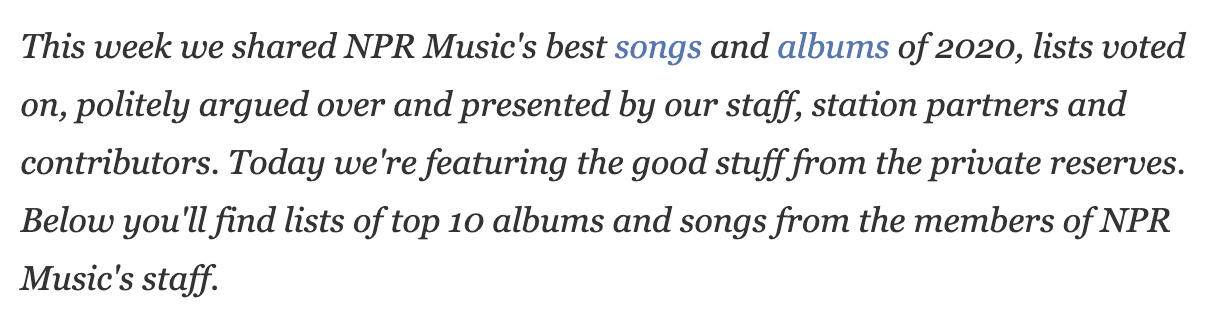 This week we shared NPR Music's best songs and albums of 2020, lists voted
on, politely argued over and presented by our staff, station partners and
contributors. Today we're featuring the good stuff from the private reserves.
Below you'll find lists of top 10 albums and songs from the members of NPR
Music's staff.